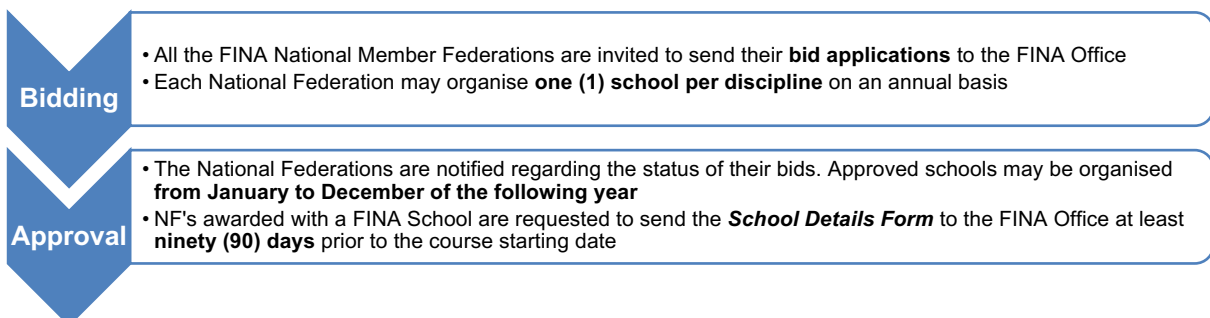 Bidding
• All the FINA National Member Federations are invited to send their bid applications to the FINA Office
• Each National Federation may organise one (1) school per discipline on an annual basis
Approval
• The National Federations are notified regarding the status of their bids. Approved schools may be organised
from January to December of the following year
• NF's awarded with a FINA School are requested to send the School Details Form to the FINA Office at least
ninety (90) days prior to the course starting date